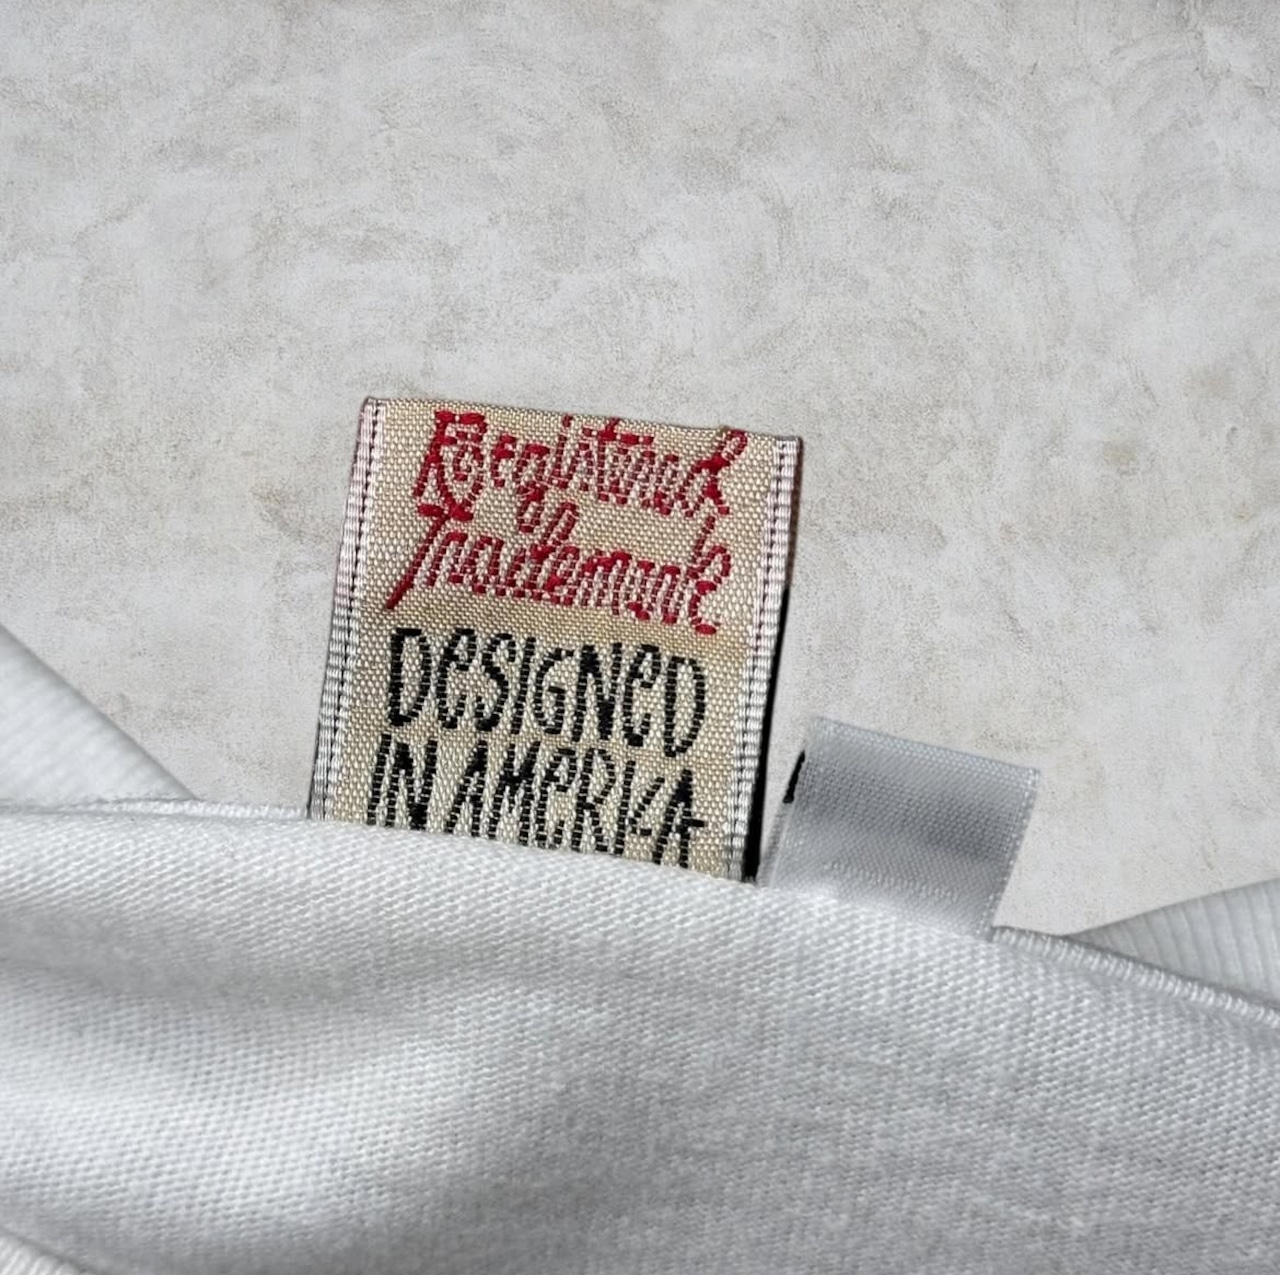 Registered
Trademark
DeSIGNeD
IN AMeRICA